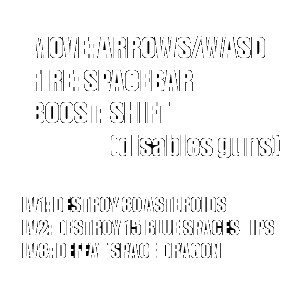 MOVE: ARROWS/WASD
FIRE: SPACEBAR
BOOST: SHIFT
(disables guns)
LV1: DESTROY 30 ASTEROIDS
LV2: DESTROY 15 BLUE SPACESHIPS
LV3: DEFEAT SPACE DRAGON